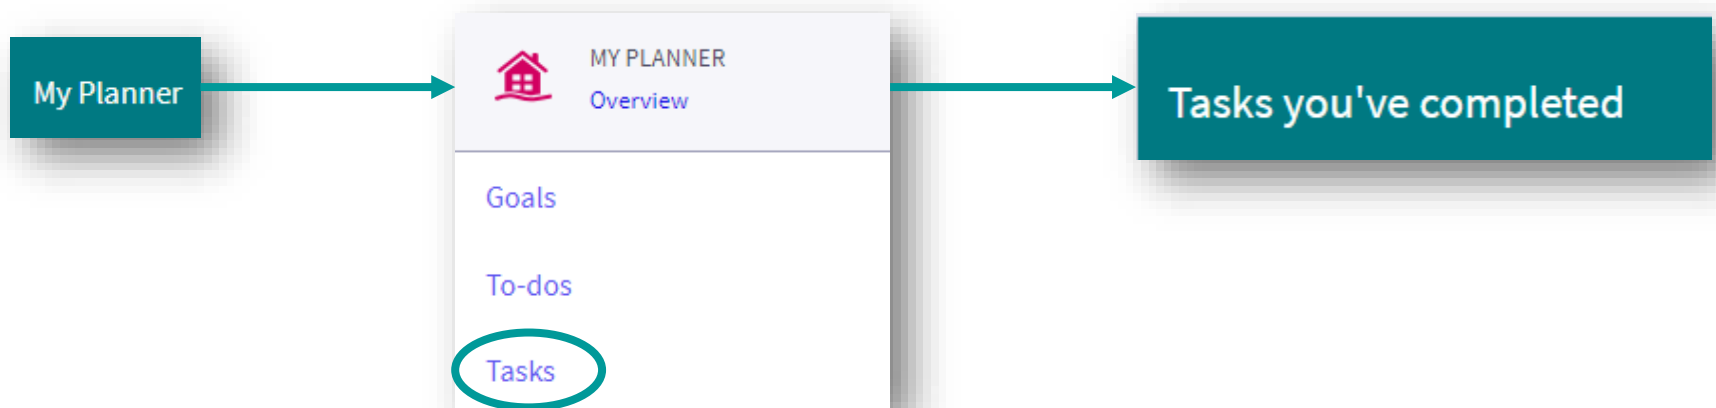 My Planner
MY PLANNER
Overview
Goals
To-dos
Tasks
Tasks you've completed